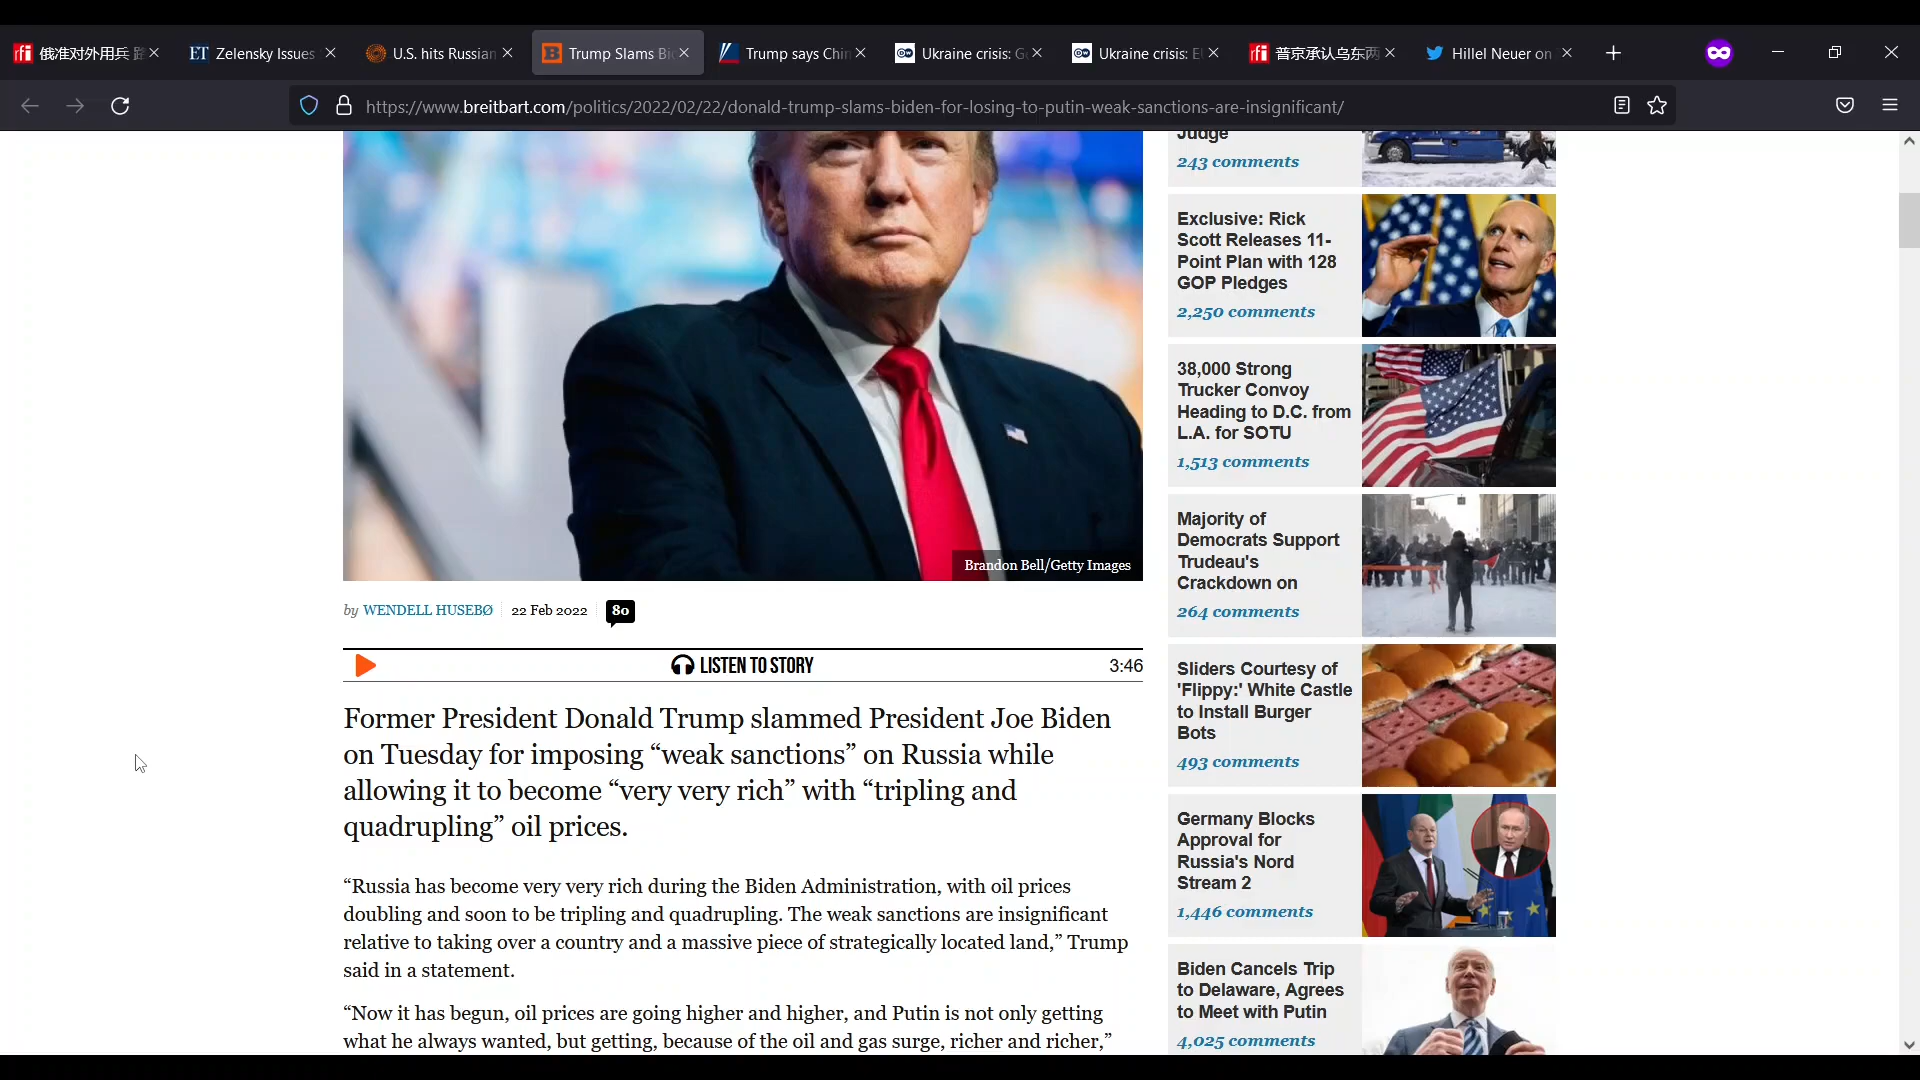 俄准对外用兵
Zelensky Issues
U.S. hits Russian
Trump Slams Bi
Trump says Chin
Ukraine crisis: G
Ukraine crisis: E
普京承认乌东两
Hillel Neuer on
https://www.breitbart.com/politics/2022/02/22/donald-trump-slams-biden-for-losing-to-putin-weak-sanctions-are-insignificant/
Brandon Bell/Getty Images
by WENDELL HUSEBØ 22 Feb 2022 80
LISTEN TO STORY 3:46
Former President Donald Trump slammed President Joe Biden
on Tuesday for imposing “weak sanctions” on Russia while
allowing it to become “very very rich” with “tripling and
quadrupling” oil prices.
“Russia has become very very rich during the Biden Administration, with oil prices
doubling and soon to be tripling and quadrupling. The weak sanctions are insignificant
relative to taking over a country and a massive piece of strategically located land,” Trump
said in a statement.
“Now it has begun, oil prices are going higher and higher, and Putin is not only getting
what he always wanted, but getting, because of the oil and gas surge, richer and richer,”
Judge
243 comments
Exclusive: Rick
Scott Releases 11-
Point Plan with 128
GOP Pledges
2,250 comments
38,000 Strong
Trucker Convoy
Heading to D.C. from
L.A. for SOTU
1,513 comments
Majority of
Democrats Support
Trudeau's
Crackdown on
264 comments
Sliders Courtesy of
'Flippy:' White Castle
to Install Burger
Bots
493 comments
Germany Blocks
Approval for
Russia's Nord
Stream 2
1,446 comments
Biden Cancels Trip
to Delaware, Agrees
to Meet with Putin
4,025 comments